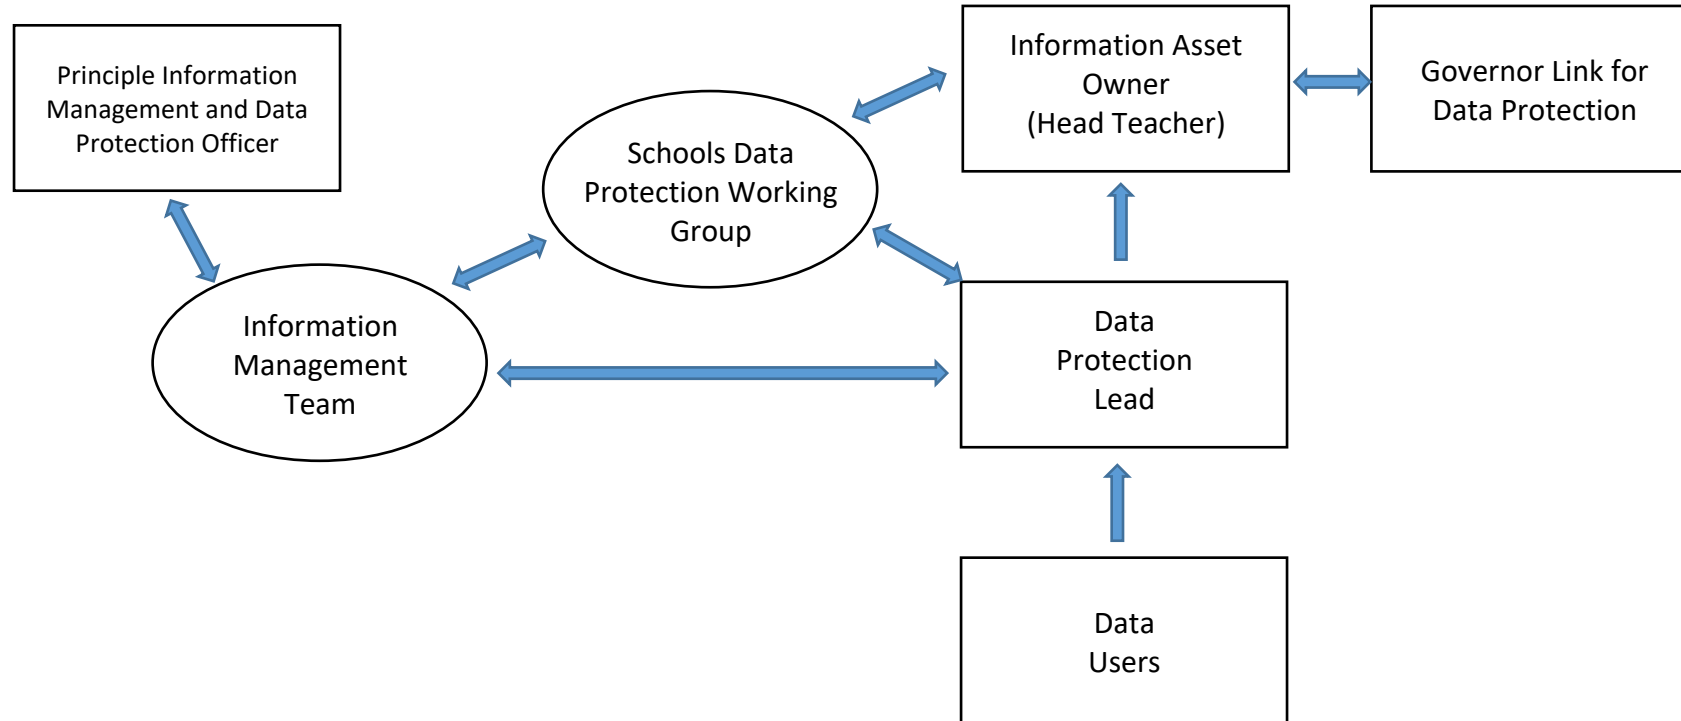 Principle Information
Management and Data
Protection Officer
Schools Data
Protection Working
Group
Information Asset
Owner
(Head Teacher)
Governor Link for
Data Protection
Information
Management
Team
Data
Protection
Lead
Data
Users